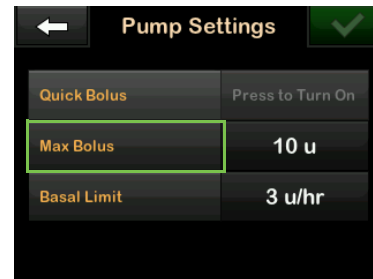 Pump Settings
Quick Bolus Press to Turn On
Max Bolus 10 u
Basal Limit 3 u/hr